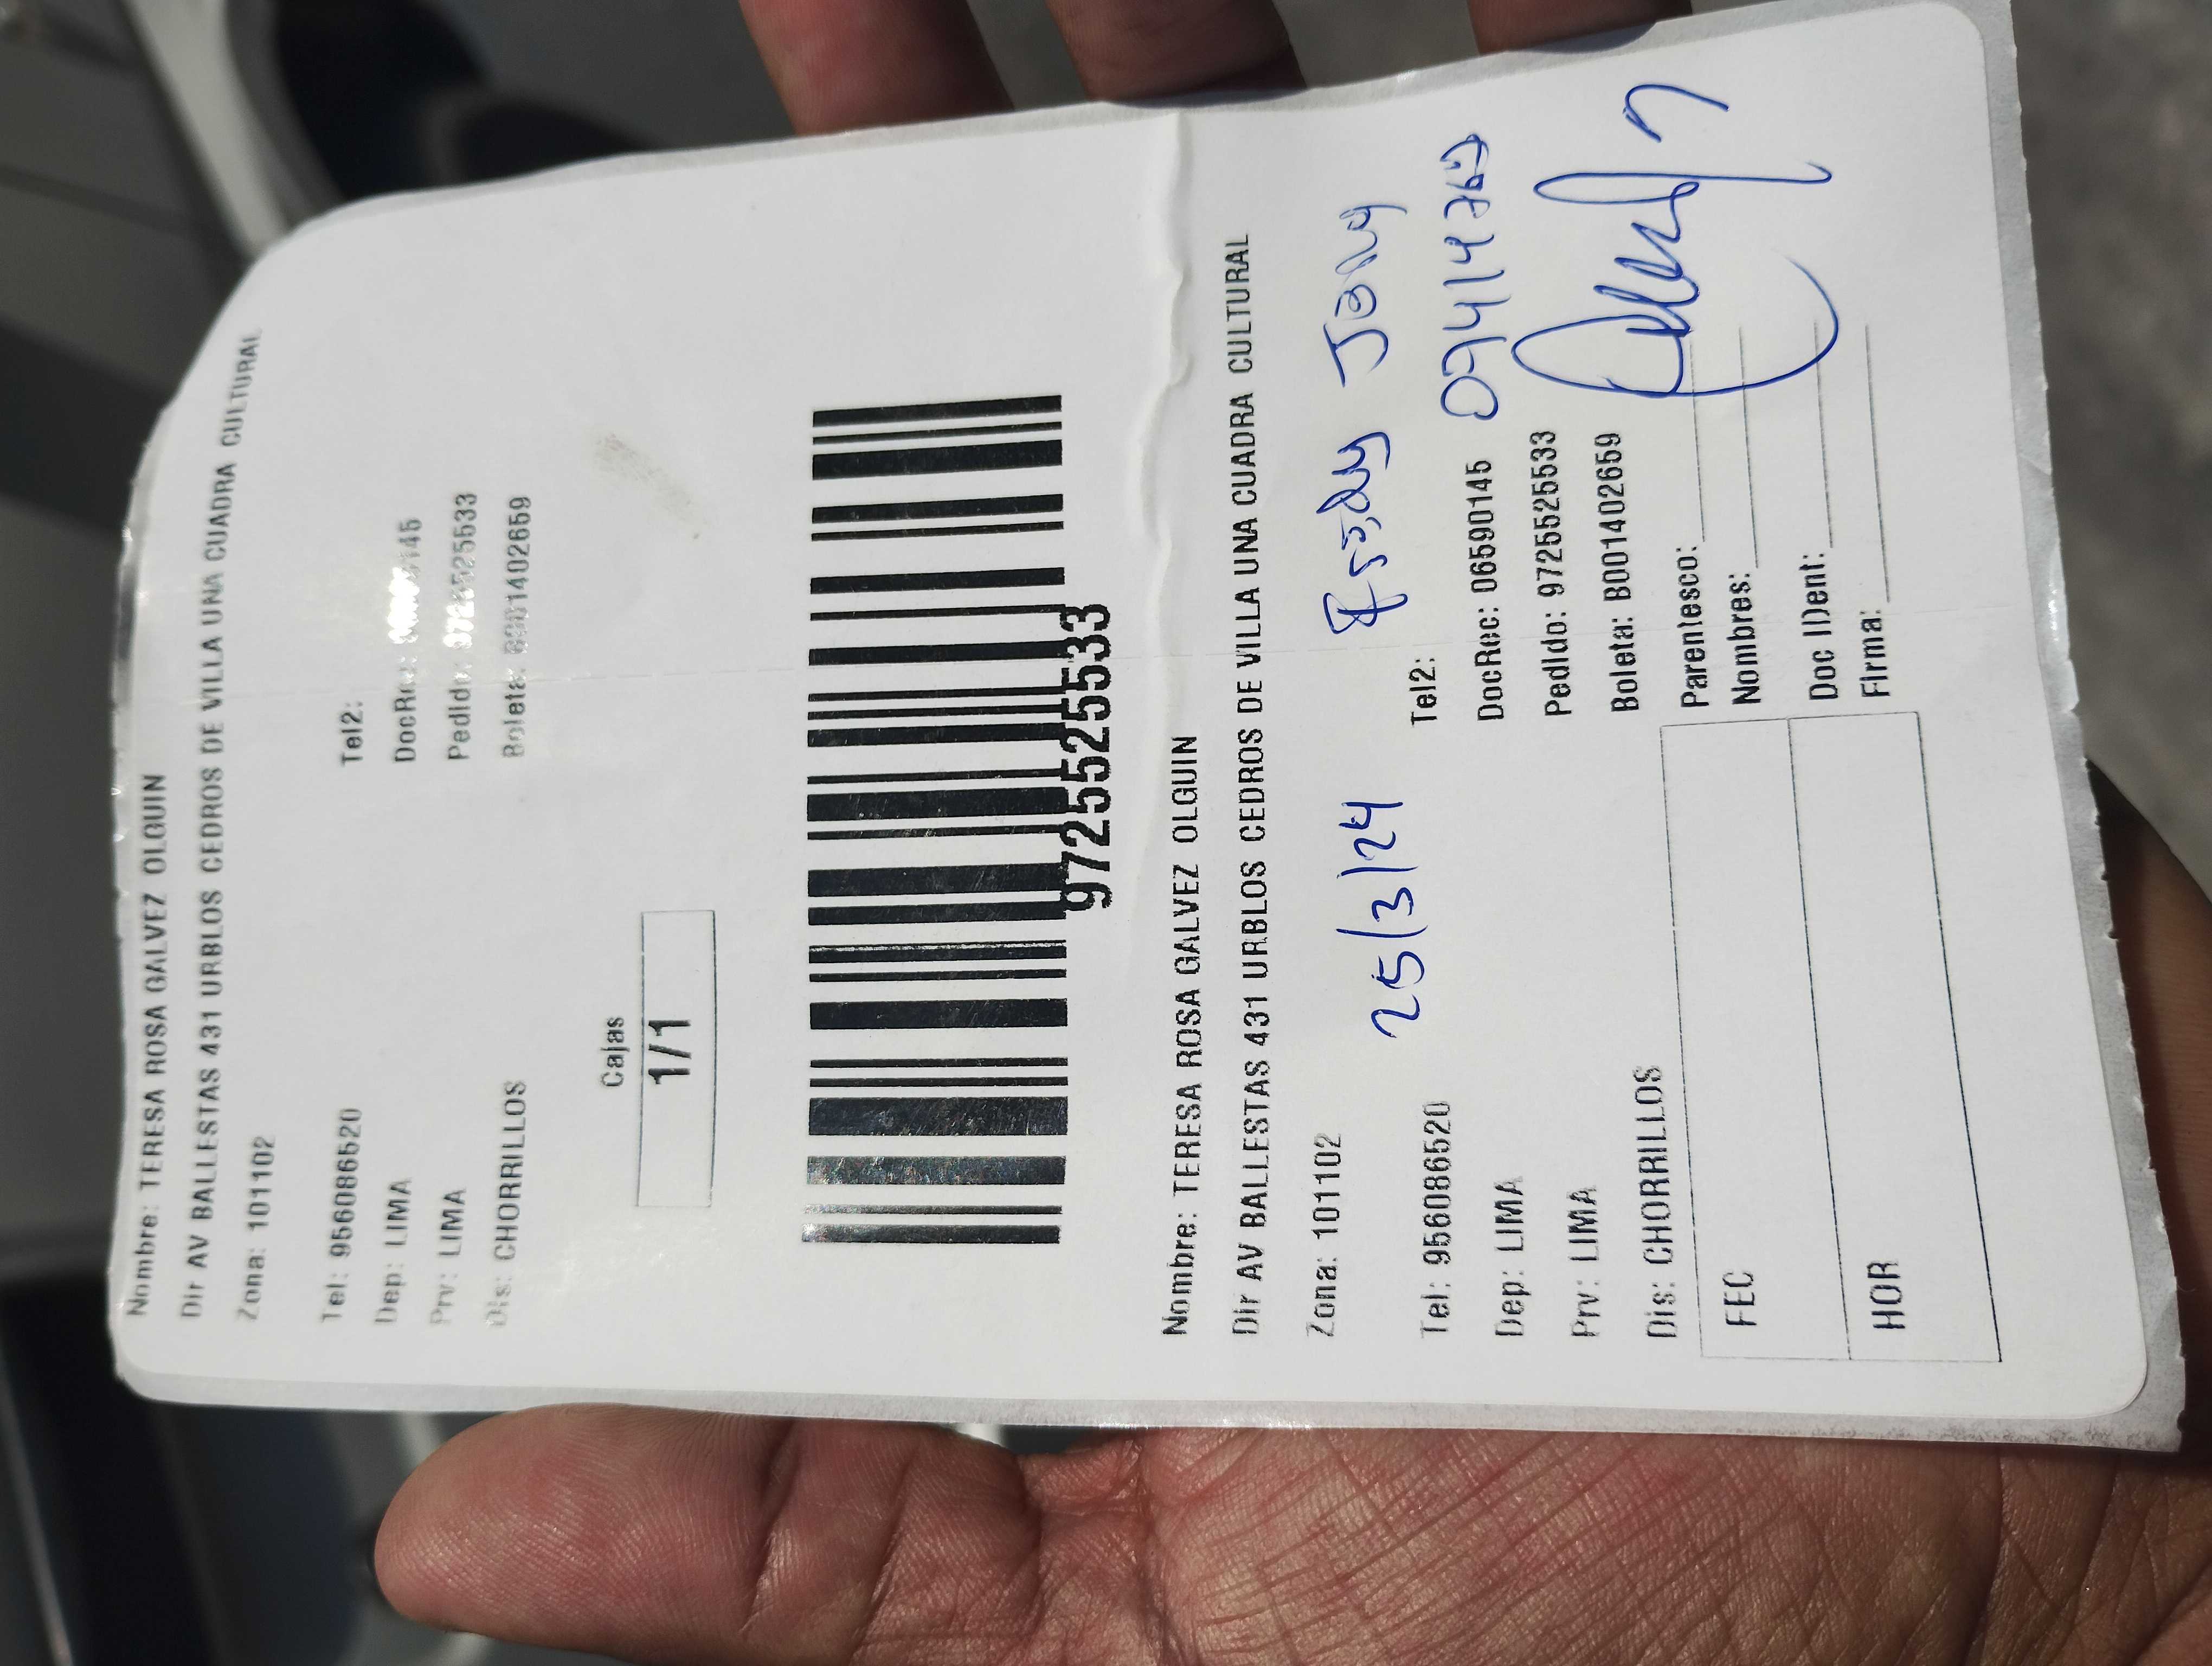 Nombre: TERESA ROSA GALVEZ OLGUIN
Dir AV BALLESTAS 431 URBLOS CEDROS DE VILLA UNA CUADRA CULTURAL
Zona: 101102
Tel: 956086520 Tel2:
Dep: LIMA DocRec:
Prv: LIMA Pedido: 9725525533
Dis: CHORRILLOS Boleta: B001402659
Cajas
1/1
9725525533
Nombre: TERESA ROSA GALVEZ OLGUIN
Dir AV BALLESTAS 431 URBLOS CEDROS DE VILLA UNA CUADRA CULTURAL
Zona: 101102 25/3/24
Tel: 956086520 Tel2:
Dep: LIMA DocRec: 06590145
Prv: LIMA Pedido: 9725525533
Dis: CHORRILLOS Boleta: B001402659
FEC Parentesco:
Nombres:
HOR Doc IDent:
Firma: